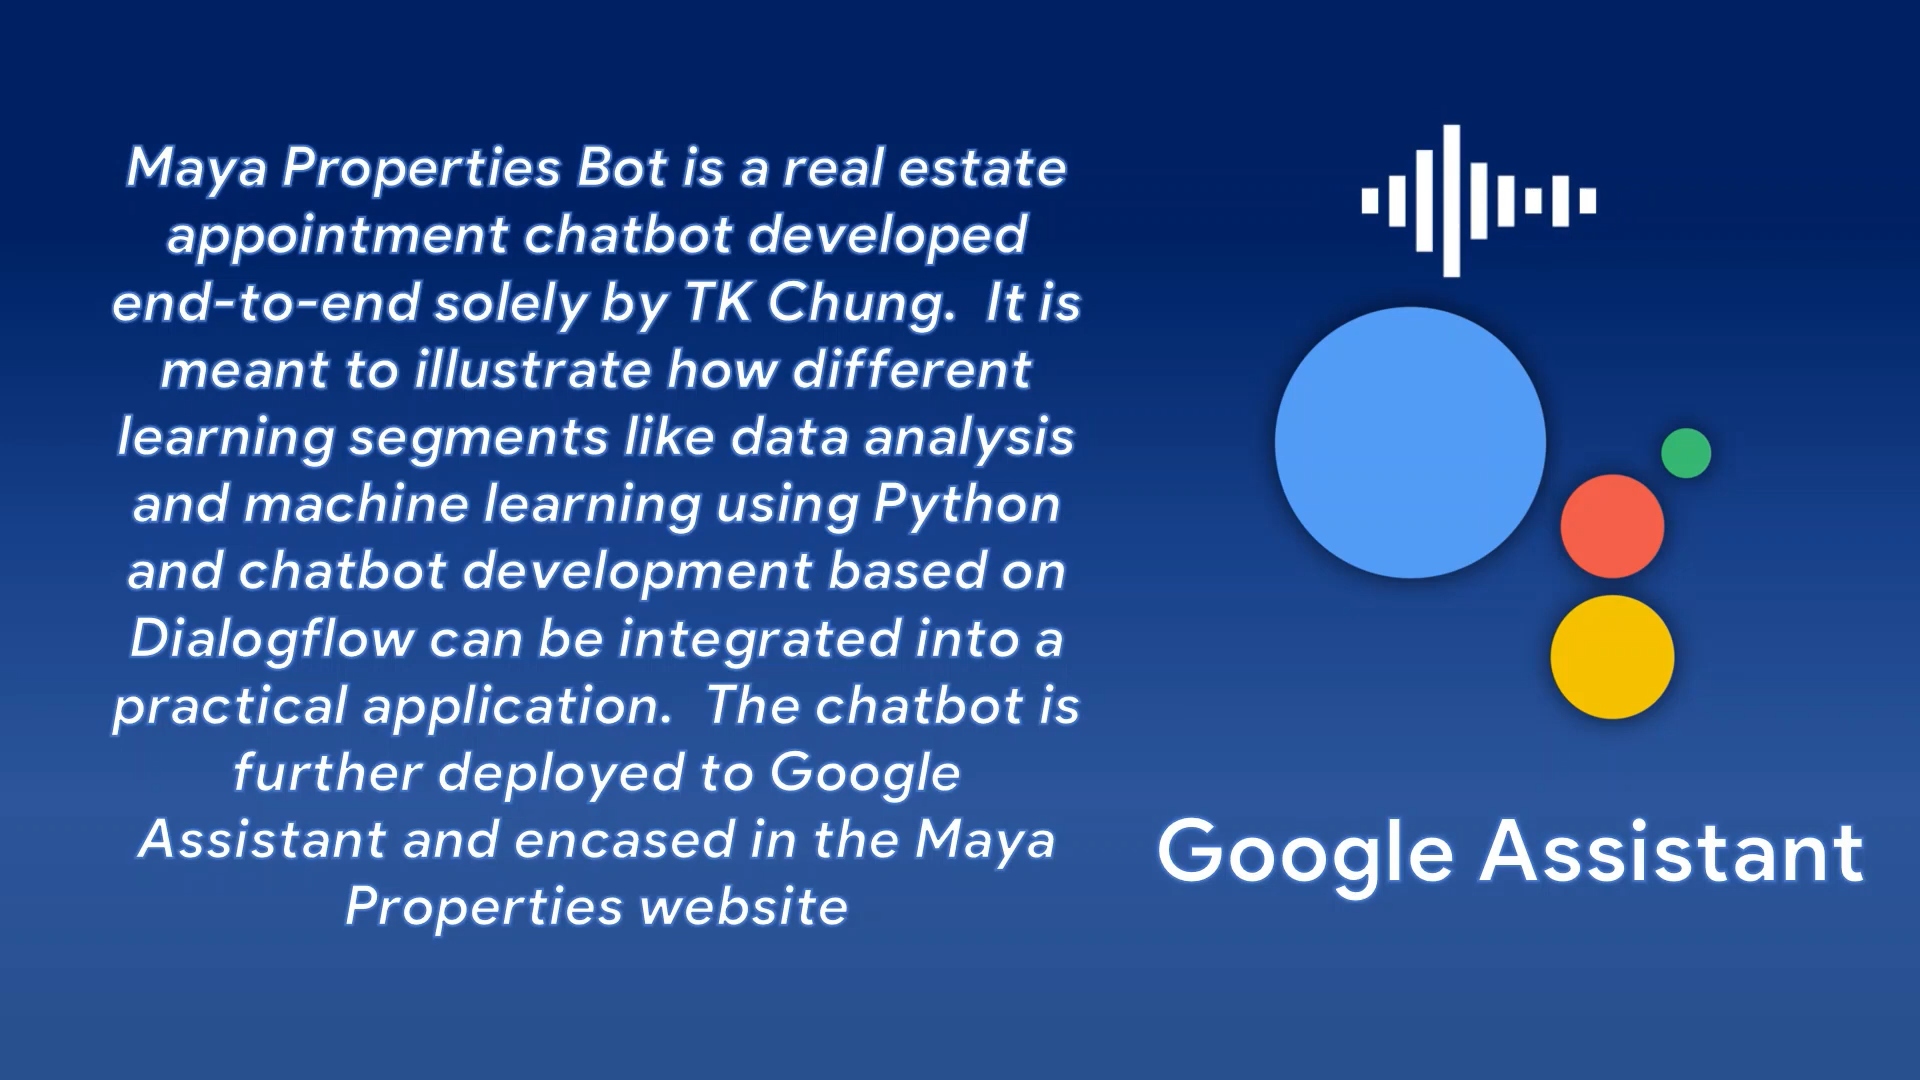 Maya Properties Bot is a real estate
appointment chatbot developed
end-to-end solely by TK Chung.  It is
meant to illustrate how different
learning segments like data analysis
and machine learning using Python
and chatbot development based on
Dialogflow can be integrated into a
practical application.  The chatbot is
further deployed to Google
Assistant and encased in the Maya
Properties website
Google Assistant